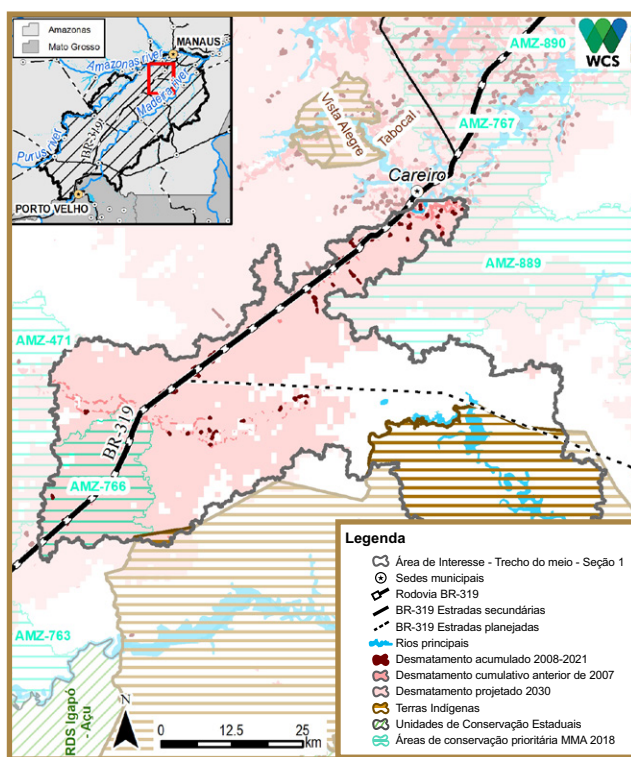 Amazonas
Mato Grosso
MANAUS
Amazonas river
Madeira river
BR-319
Purus river
PORTO VELHO
AMZ-890
WCS
AMZ-767
Vista Alegre
Tabocal
Careiro
AMZ-889
AMZ-471
BR-319
AMZ-766
AMZ-763
RDS Igapó
- Açu
N
0 12.5 25
km
Legenda
Área de Interesse - Trecho do meio - Seção 1
Sedes municipais
Rodovia BR-319
BR-319 Estradas secundárias
BR-319 Estradas planejadas
Rios principais
Desmatamento acumulado 2008-2021
Desmatamento cumulativo anterior de 2007
Desmatamento projetado 2030
Terras Indígenas
Unidades de Conservação Estaduais
Áreas de conservação prioritária MMA 2018